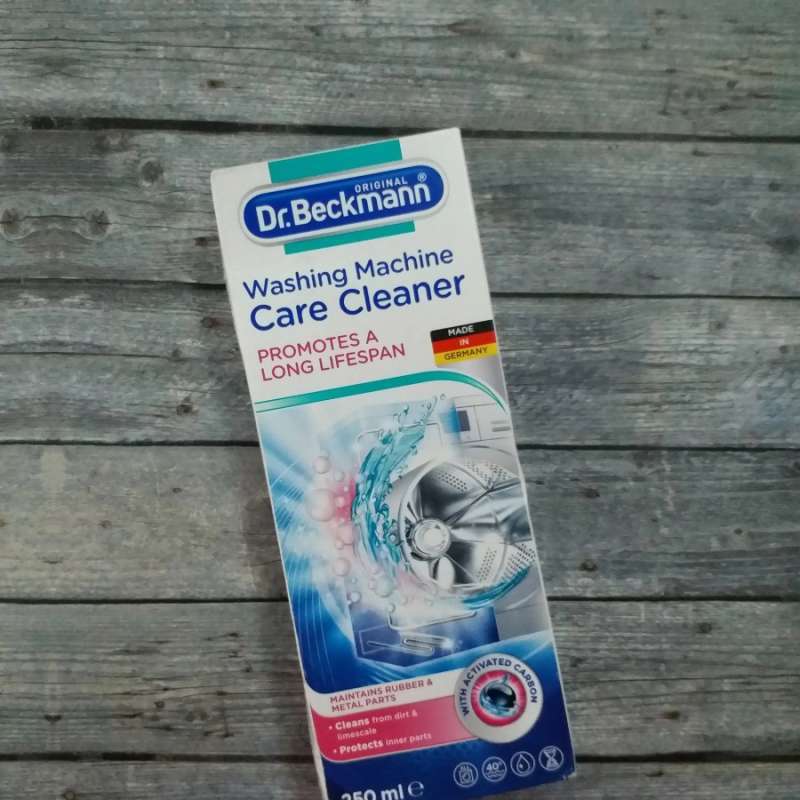 ORIGINAL
Dr.Beckmann®
Washing Machine
Care Cleaner
PROMOTES A
LONG LIFESPAN
MADE
IN
GERMANY
WITH ACTIVATED CARBON
MAINTAINS RUBBER &
METAL PARTS
• Cleans from dirt &
limescale
• Protects inner parts
40°
250 ml ℮